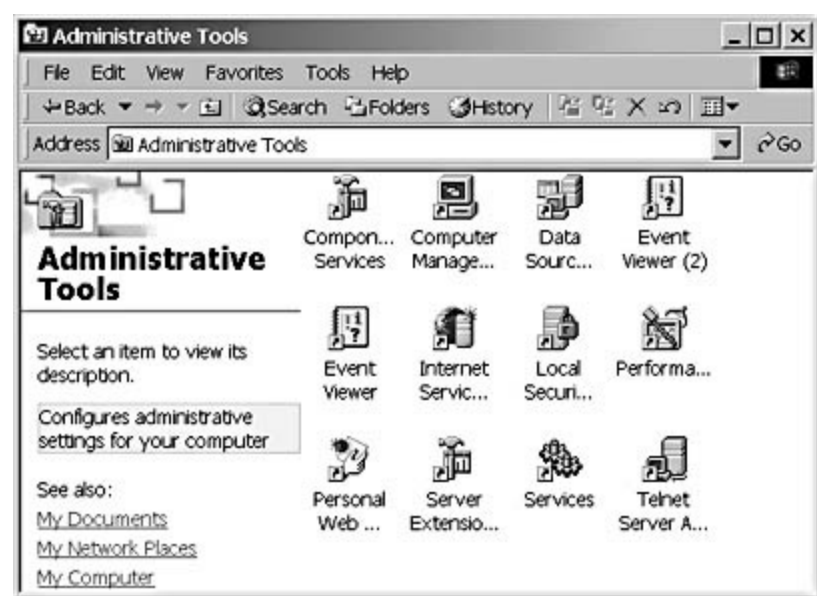 Administrative Tools
File Edit View Favorites Tools Help
Back Search Folders History
Address Administrative Tools Go
Administrative
Tools
Select an item to view its
description.
Configures administrative
settings for your computer
See also:
My Documents
My Network Places
My Computer
Compon...
Services
Computer
Manage...
Data
Sourc...
Event
Viewer (2)
Event
Viewer
Internet
Servic...
Local
Securi...
Performa...
Personal
Web ...
Server
Extensio...
Services
Telnet
Server A...